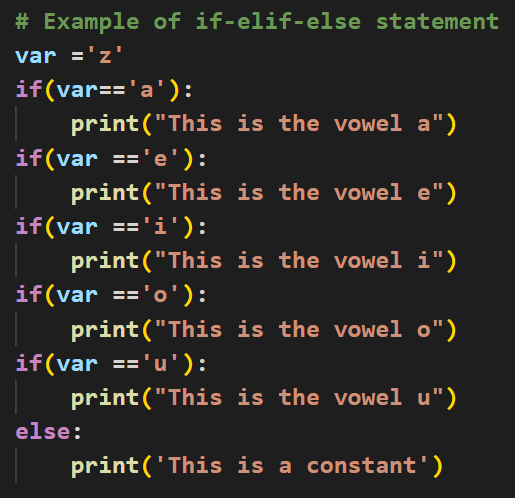 # Example of if-elif-else statement
var ='z'
if(var=='a'):
    print("This is the vowel a")
if(var =='e'):
    print("This is the vowel e")
if(var =='i'):
    print("This is the vowel i")
if(var =='o'):
    print("This is the vowel o")
if(var =='u'):
    print("This is the vowel u")
else:
    print('This is a constant')